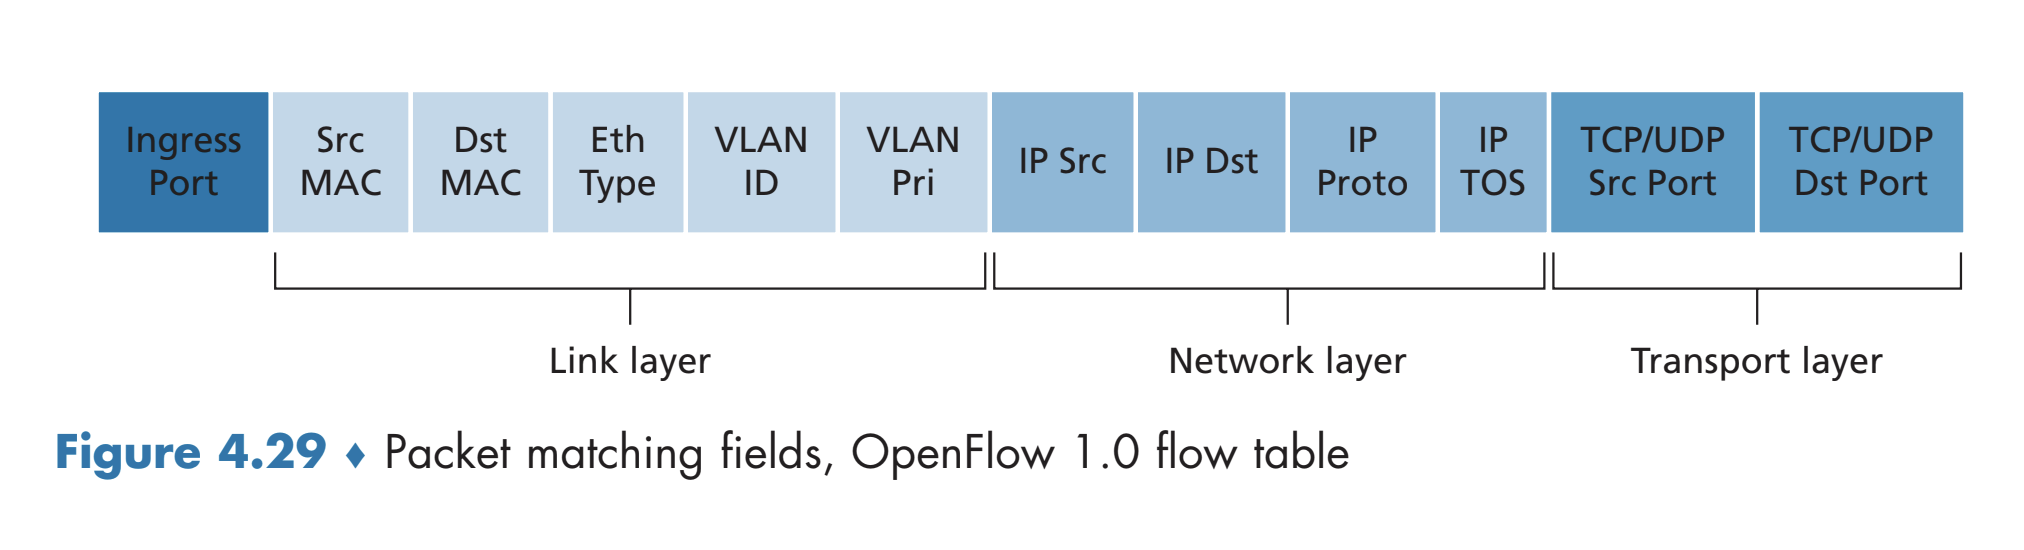 Ingress Port
Src MAC
Dst MAC
Eth Type
VLAN ID
VLAN Pri
IP Src
IP Dst
IP Proto
IP TOS
TCP/UDP Src Port
TCP/UDP Dst Port
Link layer
Network layer
Transport layer
Figure 4.29 ♦ Packet matching fields, OpenFlow 1.0 flow table